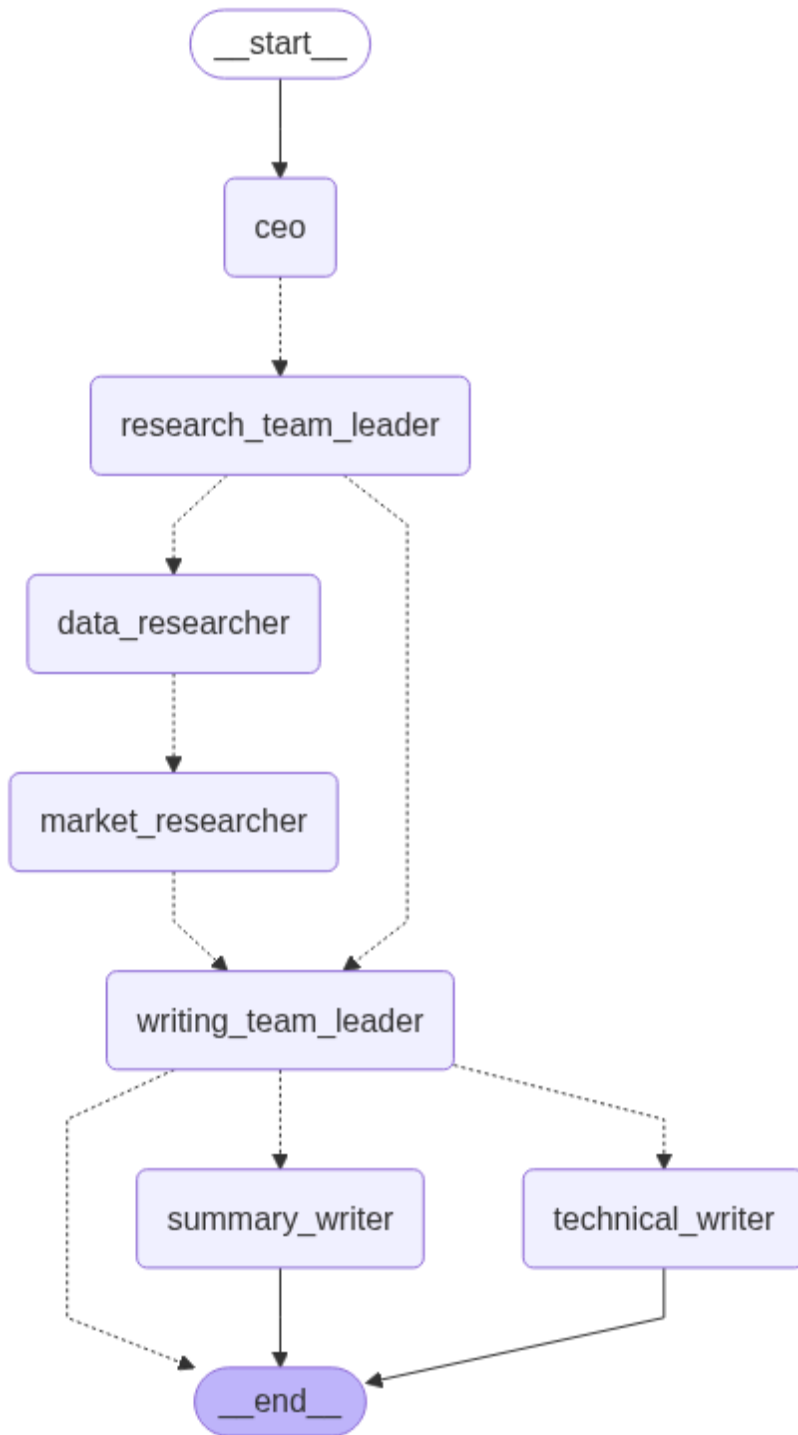 __start__
ceo
research_team_leader
data_researcher
market_researcher
writing_team_leader
summary_writer
technical_writer
__end__